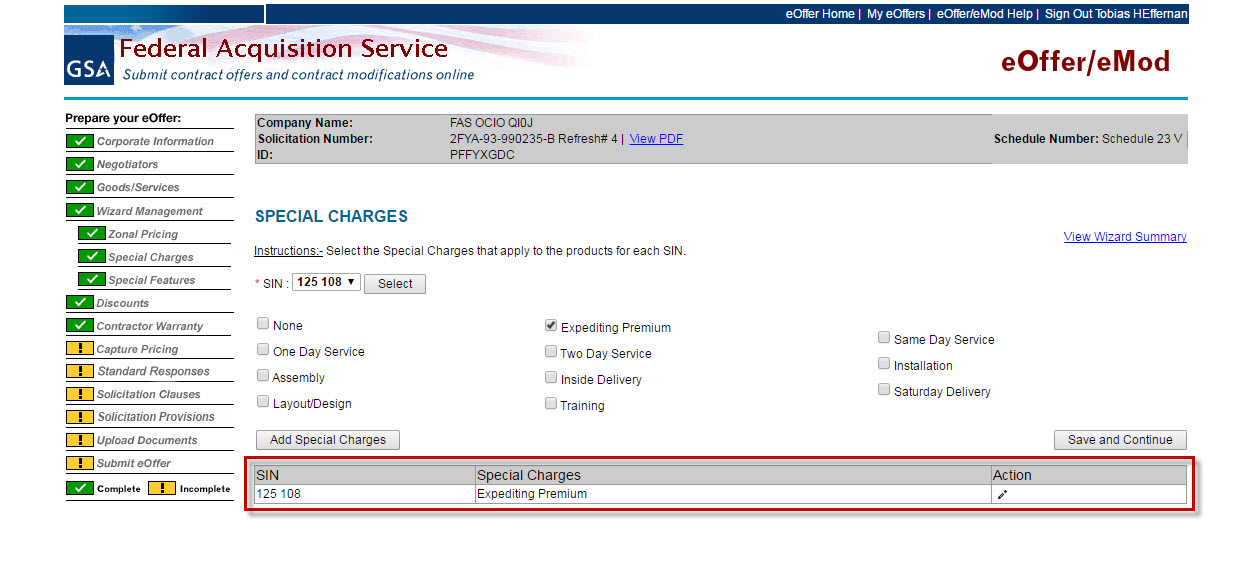 eOffer Home | My eOffers | eOffer/eMod Help | Sign Out Tobias HEffernan
GSA
Federal Acquisition Service
Submit contract offers and contract modifications online
eOffer/eMod
Prepare your eOffer:
Corporate Information
Negotiators
Goods/Services
Wizard Management
Zonal Pricing
Special Charges
Special Features
Discounts
Contractor Warranty
Capture Pricing
Standard Responses
Solicitation Clauses
Solicitation Provisions
Upload Documents
Submit eOffer
Complete ! Incomplete
Company Name: FAS OCIO QI0J
Solicitation Number: 2FYA-93-990235-B Refresh# 4 | View PDF Schedule Number: Schedule 23 V
ID: PFFYXGDC
SPECIAL CHARGES
View Wizard Summary
Instructions:- Select the Special Charges that apply to the products for each SIN.
* SIN : 125 108 Select
None Expediting Premium Same Day Service
One Day Service Two Day Service Installation
Assembly Inside Delivery Saturday Delivery
Layout/Design Training
Add Special Charges Save and Continue
SIN Special Charges Action
125 108 Expediting Premium